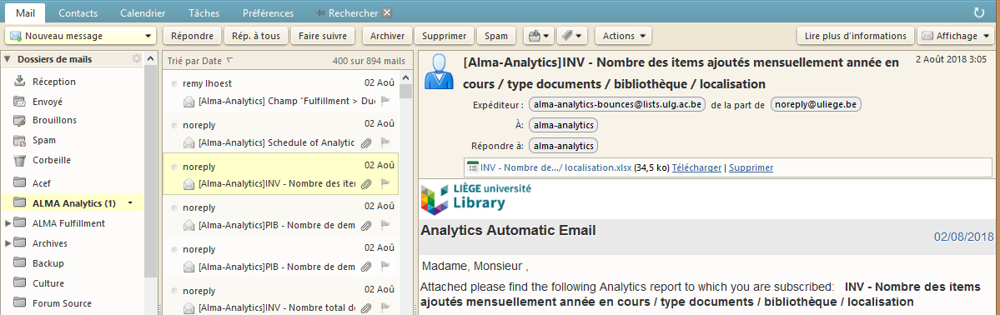 Mail Contacts Calendrier Tâches Préférences Rechercher
Nouveau message Répondre Rép. à tous Faire suivre Archiver Supprimer Spam Actions Lire plus d'informations Affichage
Dossiers de mails
Réception
Envoyé
Brouillons
Spam
Corbeille
Acef
ALMA Analytics (1)
ALMA Fulfillment
Archives
Backup
Culture
Forum Source
Trié par Date 400 sur 894 mails
remy lhoest 02 Aoû
[Alma-Analytics] Champ "Fulfillment > Du
noreply 02 Aoû
[Alma-Analytics] Schedule of Analytic
noreply 02 Aoû
[Alma-Analytics]INV - Nombre des ite
noreply 02 Aoû
[Alma-Analytics]PIB - Nombre de dem
noreply 02 Aoû
[Alma-Analytics]PIB - Nombre de dem
noreply 02 Aoû
[Alma-Analytics]INV - Nombre total d
[Alma-Analytics]INV - Nombre des items ajoutés mensuellement année en 2 Août 2018 3:05
cours / type documents / bibliothèque / localisation
Expéditeur : alma-analytics-bounces@lists.ulg.ac.be de la part de noreply@uliege.be
À: alma-analytics
Répondre à: alma-analytics
INV - Nombre de.../ localisation.xlsx (34,5 ko) Télécharger | Supprimer
LIÈGE université
Library
Analytics Automatic Email
02/08/2018
Madame, Monsieur ,
Attached please find the following Analytics report to which you are subscribed: INV - Nombre des items
ajoutés mensuellement année en cours / type documents / bibliothèque / localisation